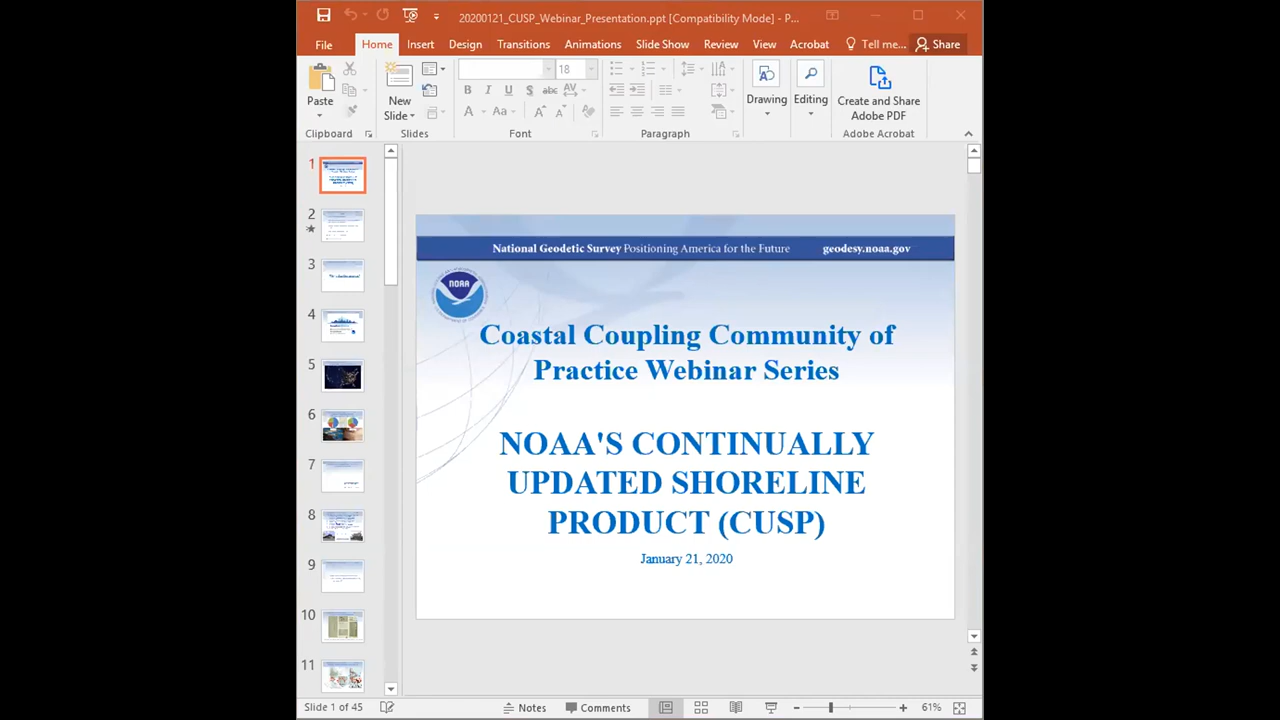 20200121_CUSP_Webinar_Presentation.ppt [Compatibility Mode] - P...
File Home Insert Design Transitions Animations Slide Show Review View Acrobat Tell me... Share
18
B I U S abc AV
A Aa A A
Paste
New
Slide
Drawing
Editing
Create and Share
Adobe PDF
Clipboard Slides Font Paragraph Adobe Acrobat
1
2
3
4
5
6
7
8
9
10
11
National Geodetic Survey Positioning America for the Future geodesy.noaa.gov
NOAA
Coastal Coupling Community of
Practice Webinar Series
NOAA'S CONTINUALLY
UPDATED SHORELINE
PRODUCT (CUSP)
January 21, 2020
Slide 1 of 45 Notes Comments 61%